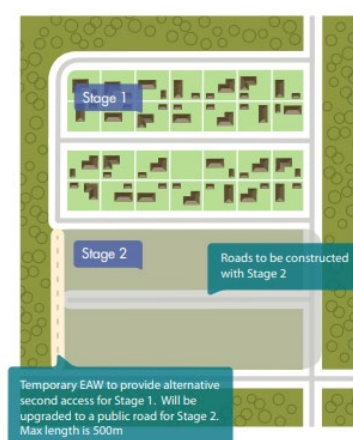 Stage 1
Stage 2
Roads to be constructed
with Stage 2
Temporary EAW to provide alternative
second access for Stage 1. Will be
upgraded to a public road for Stage 2.
Max length is 500m